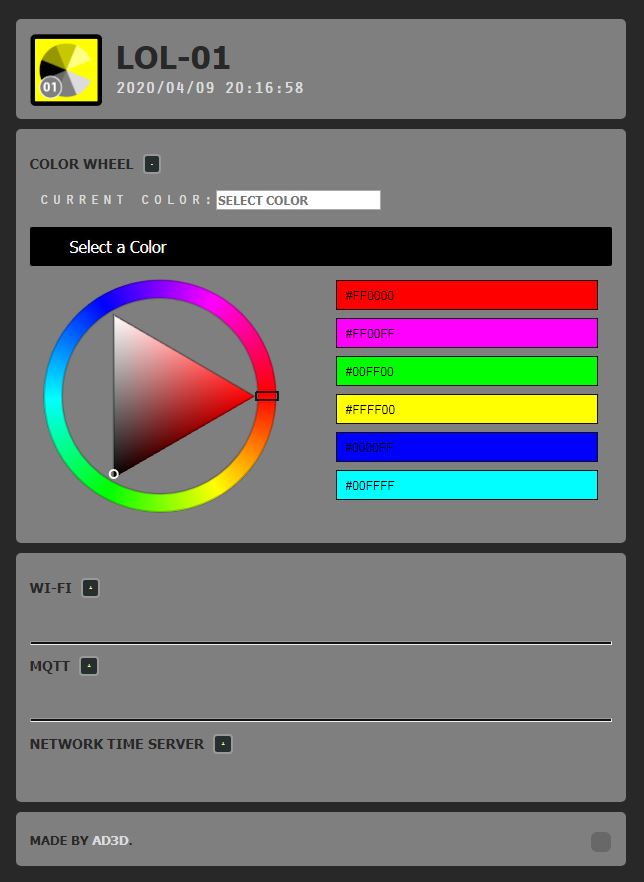 LOL-01
01
2020/04/09 20:16:58
COLOR WHEEL -
CURRENT COLOR: SELECT COLOR
Select a Color
#FF0000
#FF00FF
#00FF00
#FFFF00
#0000FF
#00FFFF
WI-FI
MQTT
NETWORK TIME SERVER
MADE BY AD3D.